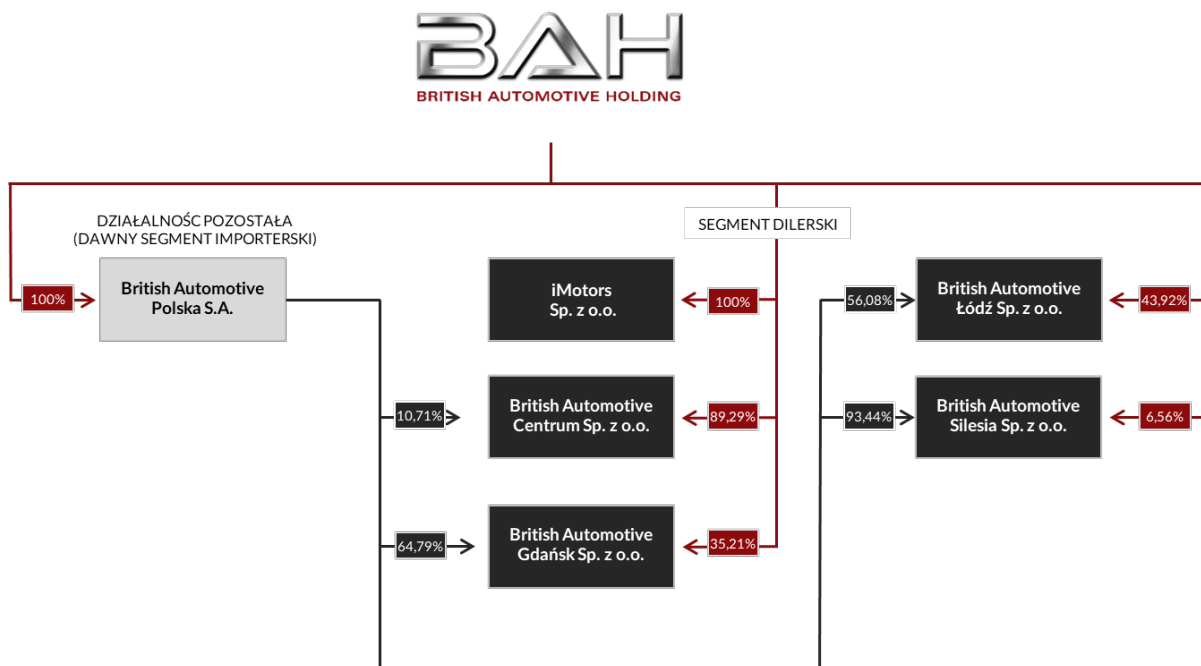 BAH
BRITISH AUTOMOTIVE HOLDING
DZIAŁALNOŚC POZOSTAŁA
(DAWNY SEGMENT IMPORTERSKI)
SEGMENT DILERSKI
100%
British Automotive
Polska S.A.
iMotors
Sp. z o.o.
100%
56,08%
British Automotive
Łódź Sp. z o.o.
43,92%
10,71%
British Automotive
Centrum Sp. z o.o.
89,29%
93,44%
British Automotive
Silesia Sp. z o.o.
6,56%
64,79%
British Automotive
Gdańsk Sp. z o.o.
35,21%